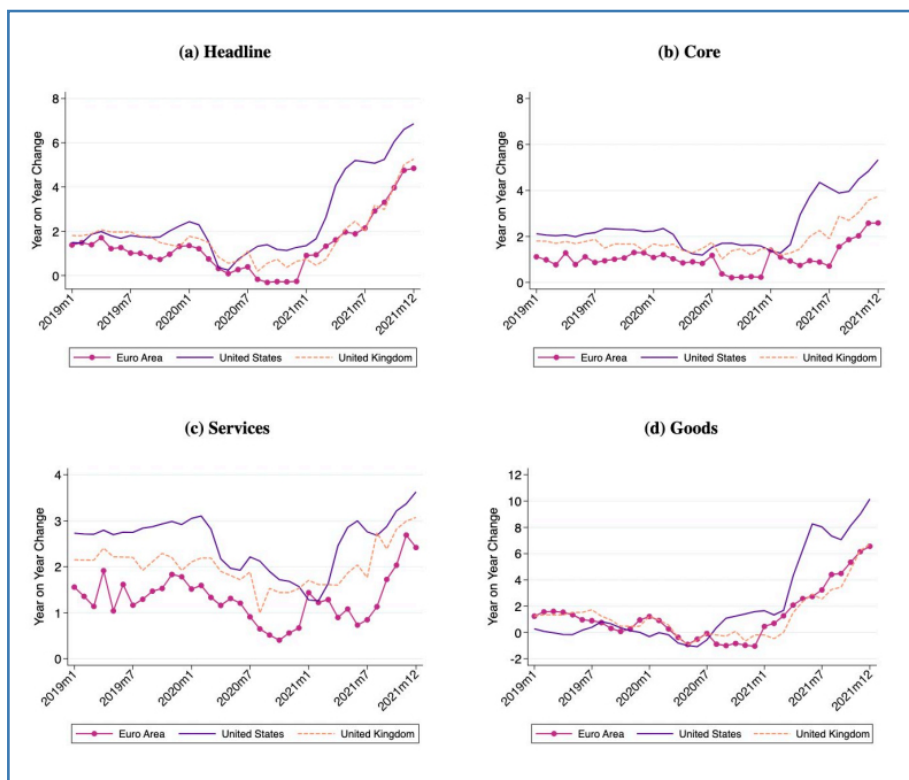 (a) Headline
Year on Year Change
8
6
4
2
0
2019m1
2019m7
2020m1
2020m7
2021m1
2021m7
2021m12
Euro Area United States United Kingdom
(b) Core
Year on Year Change
8
6
4
2
0
2019m1
2019m7
2020m1
2020m7
2021m1
2021m7
2021m12
Euro Area United States United Kingdom
(c) Services
Year on Year Change
4
3
2
1
0
2019m1
2019m7
2020m1
2020m7
2021m1
2021m7
2021m12
Euro Area United States United Kingdom
(d) Goods
Year on Year Change
12
10
8
6
4
2
0
-2
2019m1
2019m7
2020m1
2020m7
2021m1
2021m7
2021m12
Euro Area United States United Kingdom